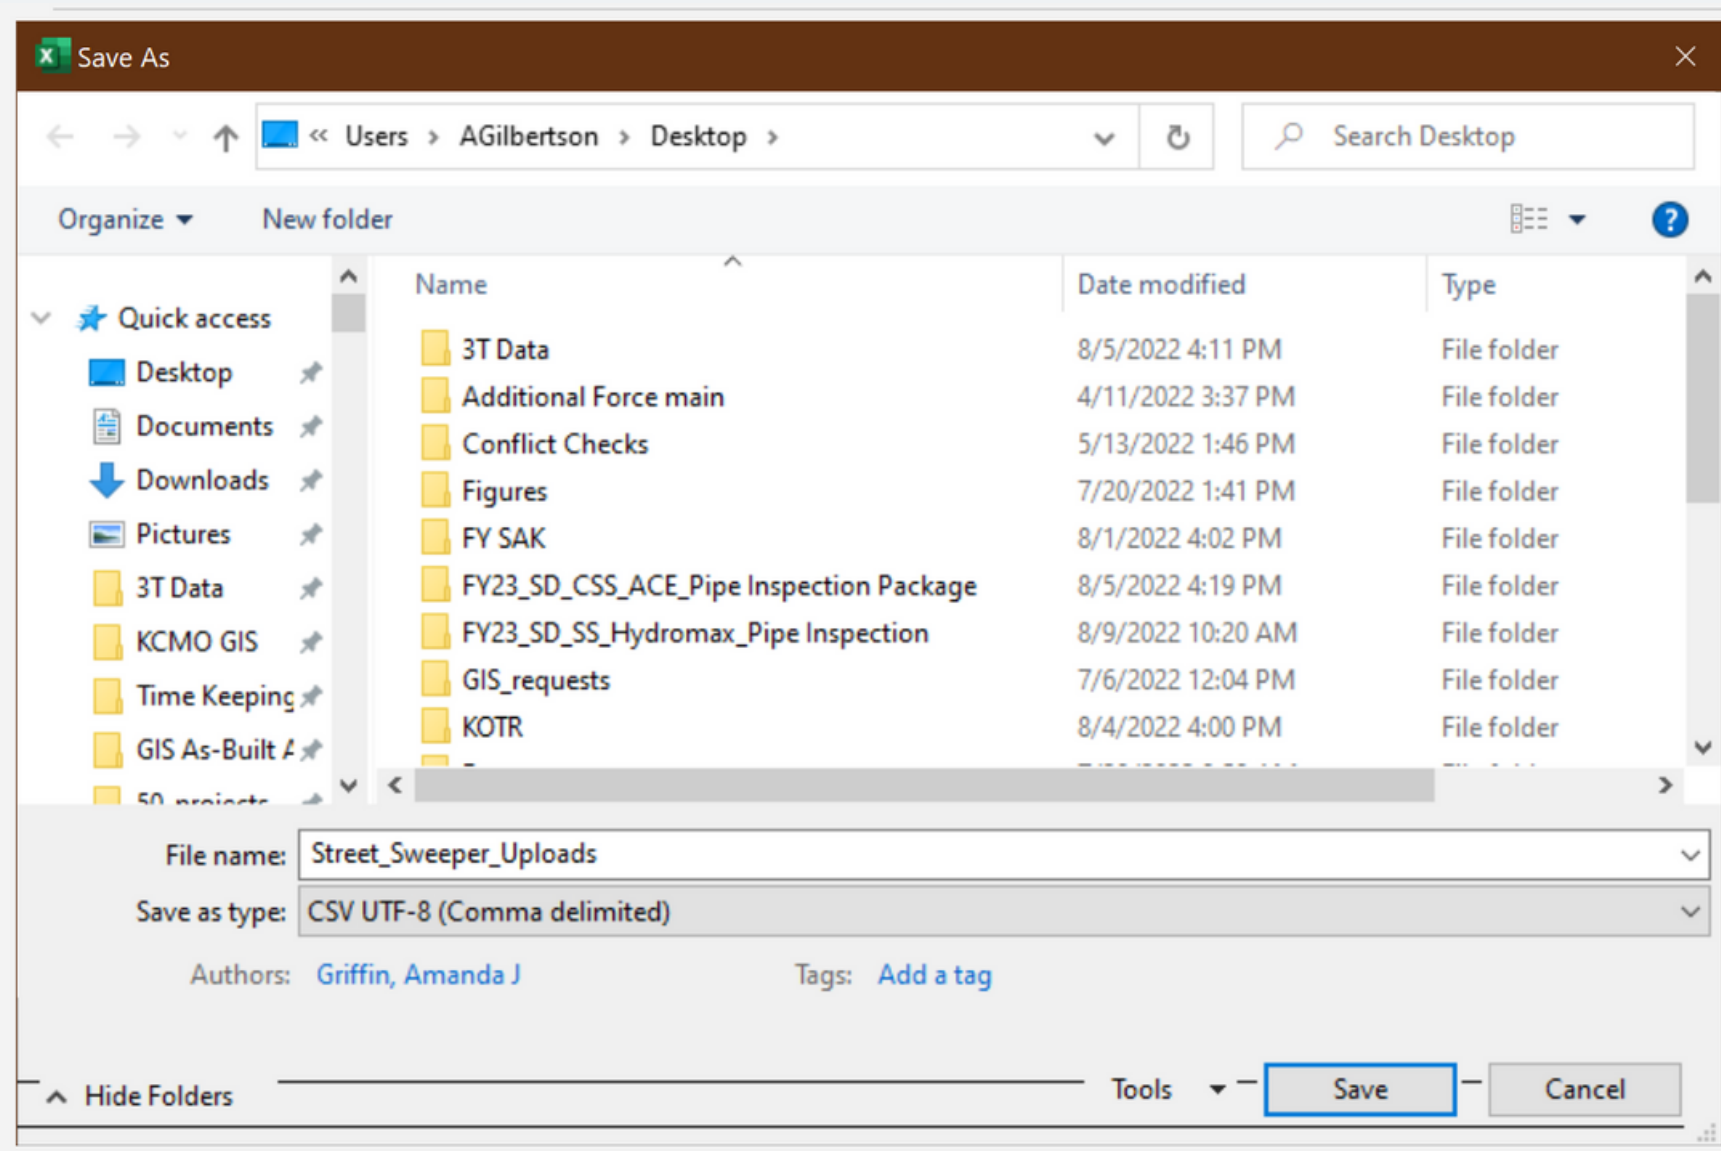 Save As
« Users > AGilbertson > Desktop >
Search Desktop
Organize
New folder
Name Date modified Type
Quick access
Desktop
Documents
Downloads
Pictures
3T Data
KCMO GIS
Time Keeping
GIS As-Built A
50 projects
3T Data 8/5/2022 4:11 PM File folder
Additional Force main 4/11/2022 3:37 PM File folder
Conflict Checks 5/13/2022 1:46 PM File folder
Figures 7/20/2022 1:41 PM File folder
FY SAK 8/1/2022 4:02 PM File folder
FY23_SD_CSS_ACE_Pipe Inspection Package 8/5/2022 4:19 PM File folder
FY23_SD_SS_Hydromax_Pipe Inspection 8/9/2022 10:20 AM File folder
GIS_requests 7/6/2022 12:04 PM File folder
KOTR 8/4/2022 4:00 PM File folder
File name: Street_Sweeper_Uploads
Save as type: CSV UTF-8 (Comma delimited)
Authors: Griffin, Amanda J Tags: Add a tag
Hide Folders
Tools
Save
Cancel